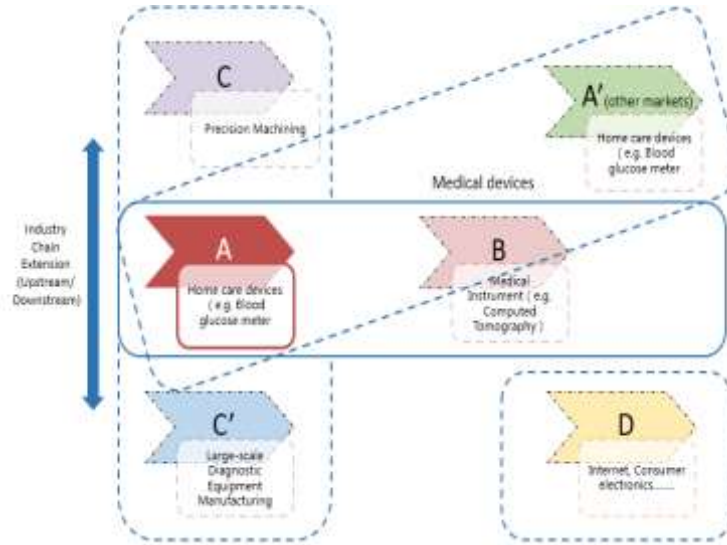 C
Precision Machining
A′(other markets)
Home care devices
( e.g. Blood
glucose meter
Medical devices
Industry
Chain
Extension
(Upstream/
Downstream)
A
Home care devices
( e.g. Blood
glucose meter
B
Medical
Instrument ( e.g.
Computed
Tomography )
C′
Large-scale
Diagnostic
Equipment
Manufacturing
D
Internet, Consumer
electronics......